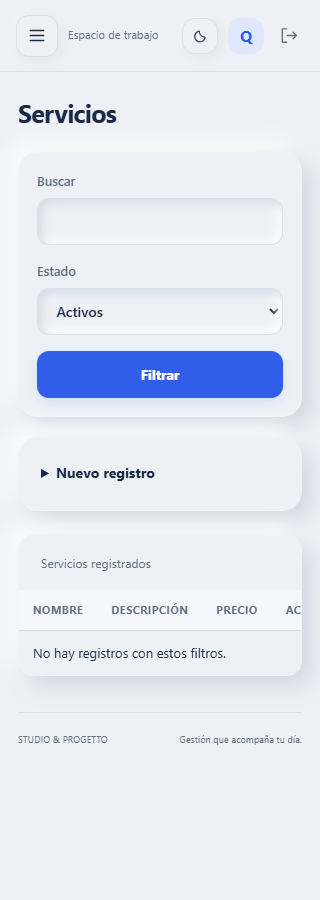 Espacio de trabajo
Q
Servicios
Buscar
Estado
Activos
Filtrar
Nuevo registro
Servicios registrados
NOMBRE DESCRIPCIÓN PRECIO AC
No hay registros con estos filtros.
STUDIO & PROGETTO Gestión que acompaña tu día.